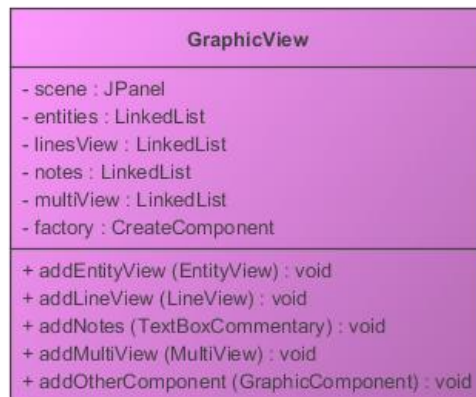 GraphicView
- scene : JPanel
- entities : LinkedList
- linesView : LinkedList
- notes : LinkedList
- multiView : LinkedList
- factory : CreateComponent
+ addEntityView (EntityView) : void
+ addLineView (LineView) : void
+ addNotes (TextBoxCommentary) : void
+ addMultiView (MultiView) : void
+ addOtherComponent (GraphicComponent) : void